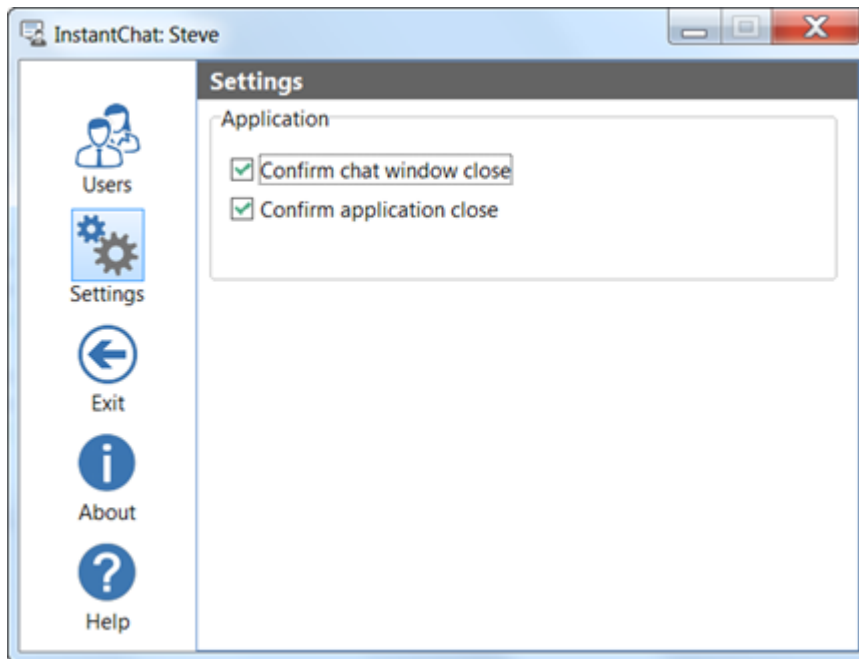 InstantChat: Steve
Settings
Application
Confirm chat window close
Confirm application close
Users
Settings
Exit
About
Help